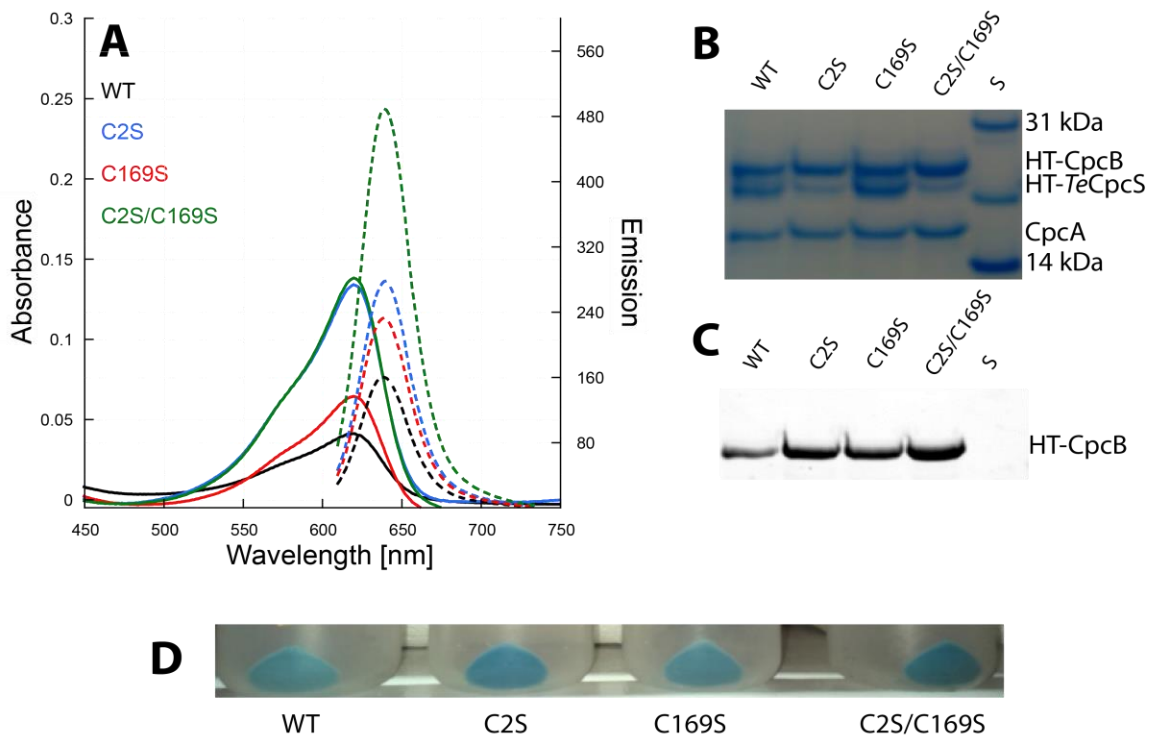 A
0.3
0.25
0.2
0.15
0.1
0.05
0
Absorbance
560
480
400
320
240
160
80
Emission
WT
C2S
C169S
C2S/C169S
450 500 550 600 650 700 750
Wavelength [nm]
B
WT C2S C169S C2S/C169S S
31 kDa
HT-CpcB
HT-TeCpcS
CpcA
14 kDa
C
WT C2S C169S C2S/C169S S
HT-CpcB
D
WT C2S C169S C2S/C169S